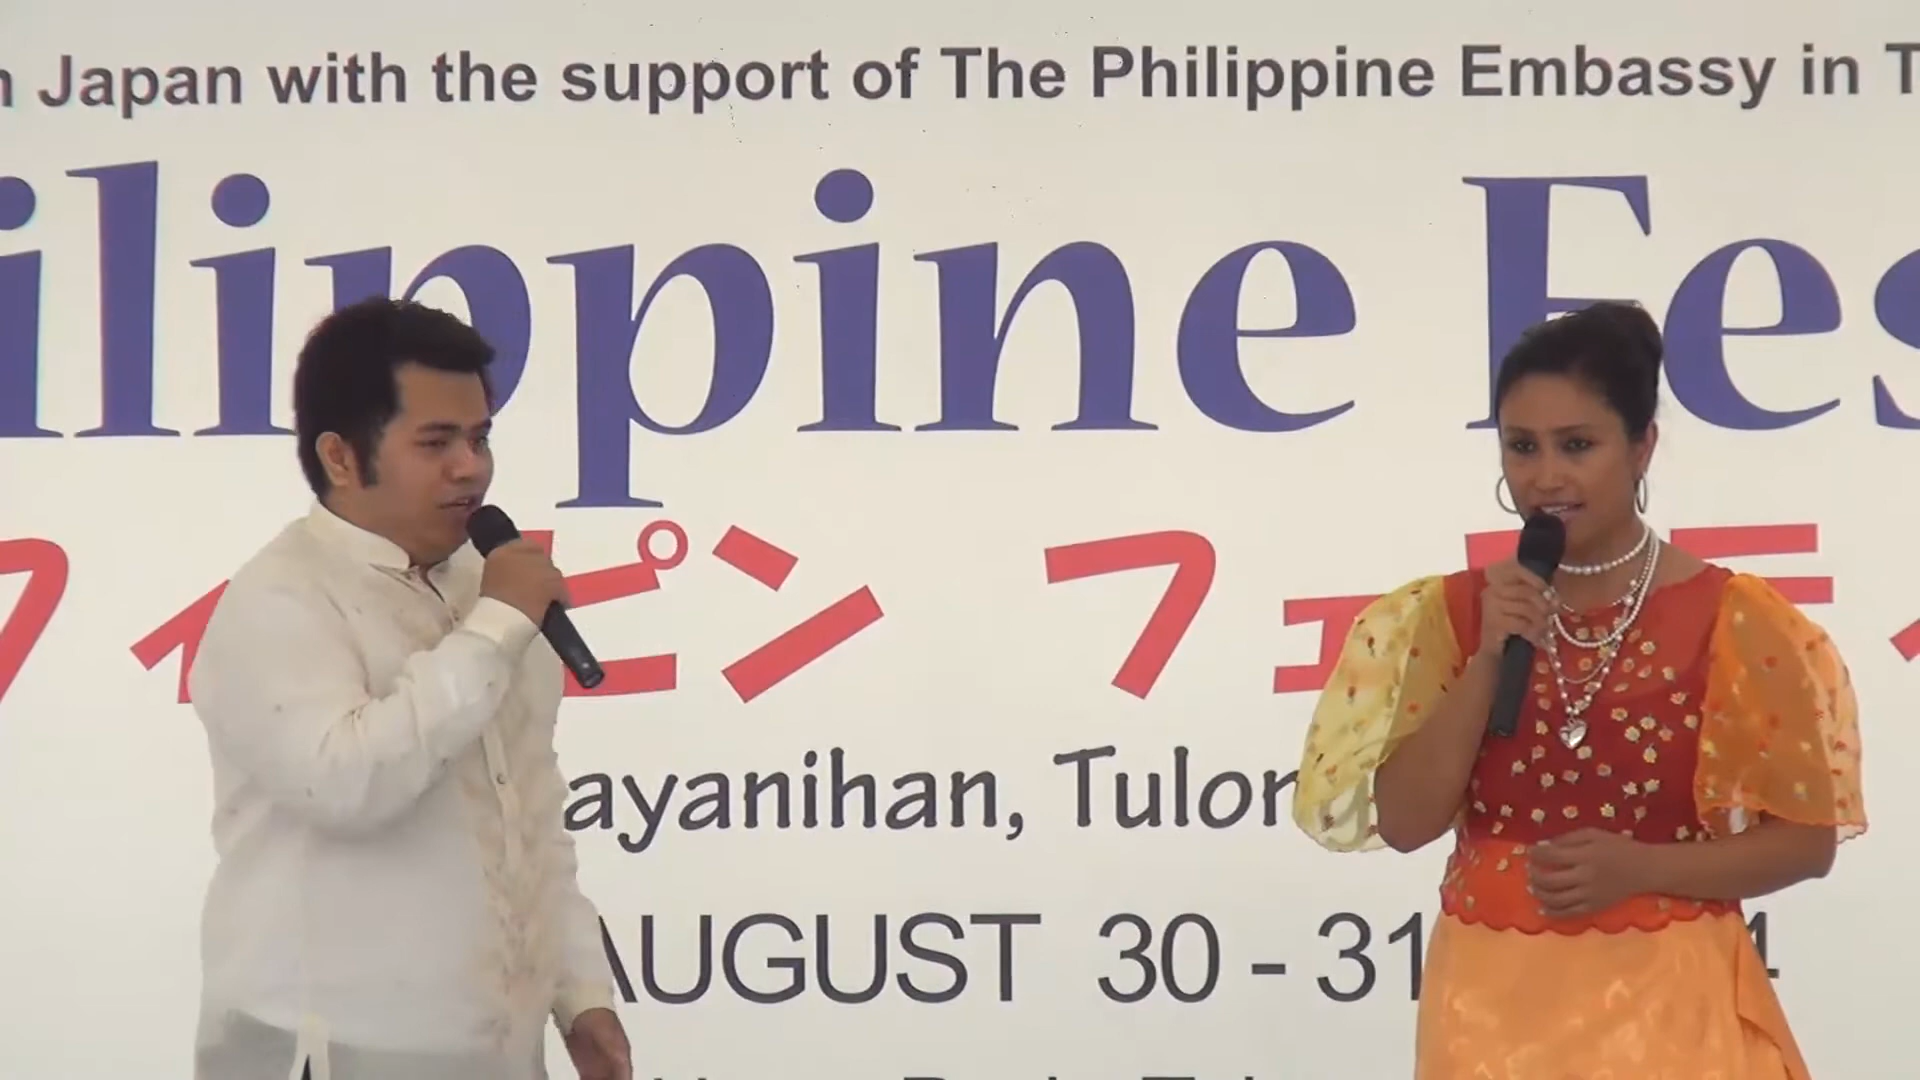 Japan with the support of The Philippine Embassy in
ilippine Fes
ピン フェ
ayanihan, Tulon
AUGUST 30 - 31